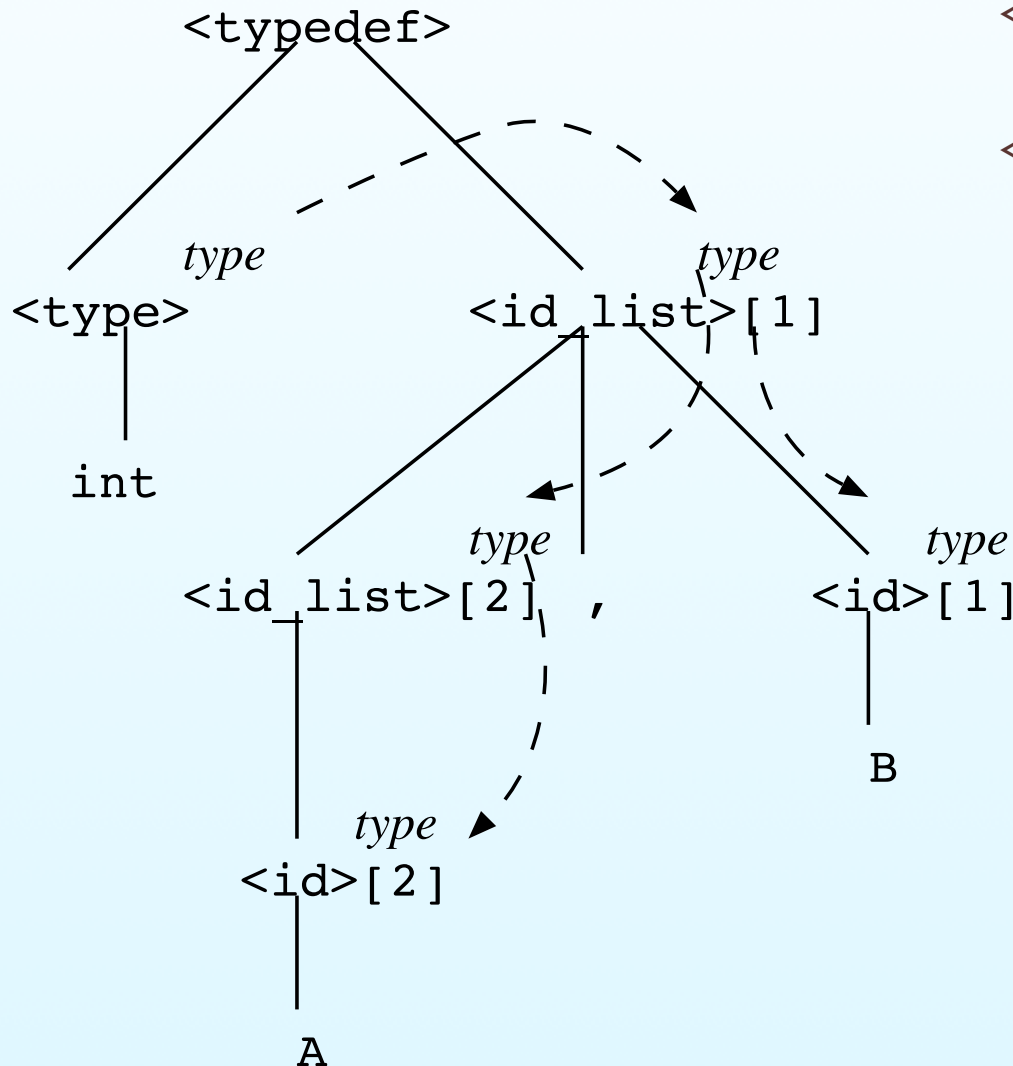 <typedef>
<
<
type type
<type> <id_list>[1]
int
type type
<id_list>[2] , <id>[1]
B
type
<id>[2]
A